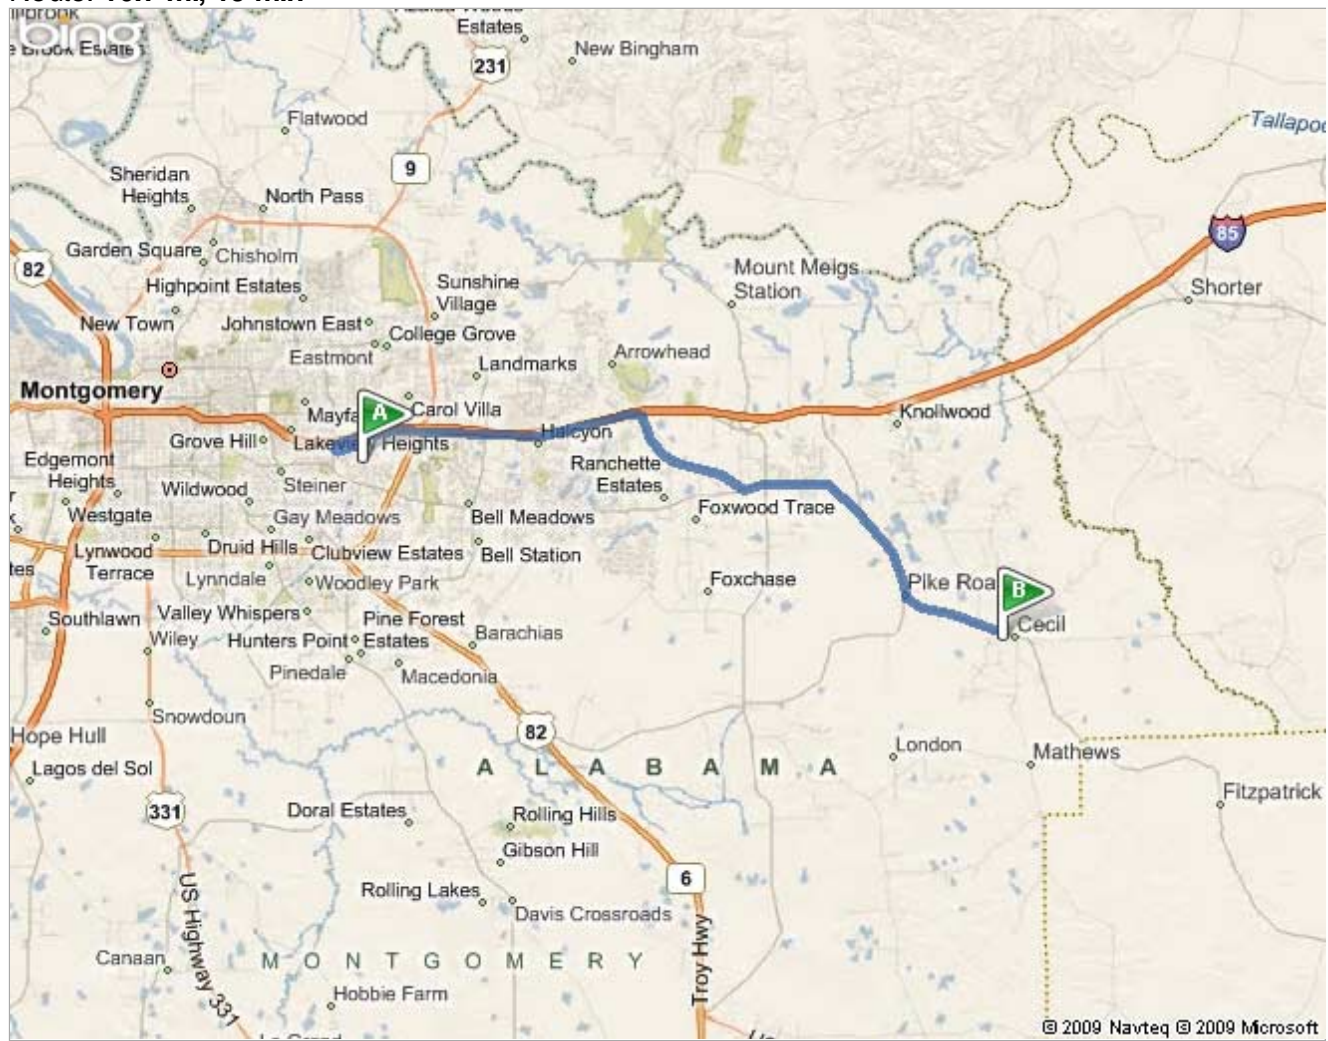 bing
Estates
231
New Bingham
Flatwood
9
Tallapoo
Sheridan
Heights
North Pass
85
Garden Square
Chisholm
82
Mount Meigs
Station
Highpoint Estates
Sunshine
Village
Shorter
New Town
Johnstown East
College Grove
Eastmont
Landmarks
Arrowhead
Montgomery
Mayfa
A
Carol Villa
Knollwood
Grove Hill
Lakevie
Heights
Halcyon
Edgemont
Heights
Ranchette
Estates
Wildwood
Steiner
Foxwood Trace
Westgate
Gay Meadows
Bell Meadows
Lynwood
Terrace
Druid Hills
Clubview Estates
Bell Station
tes
Lynndale
Woodley Park
Foxchase
Pike Roa
B
Southlawn
Valley Whispers
Pine Forest
Estates
Cecil
Wiley
Hunters Point
Barachias
Pinedale
Macedonia
Snowdoun
Hope Hull
82
London
Mathews
Lagos del Sol
ALABAMA
Fitzpatrick
331
Doral Estates
Rolling Hills
Gibson Hill
6
Rolling Lakes
Davis Crossroads
US Highway 331
Troy Hwy
Canaan
MONTGOMERY
Hobbie Farm
© 2009 Navteq © 2009 Microsoft